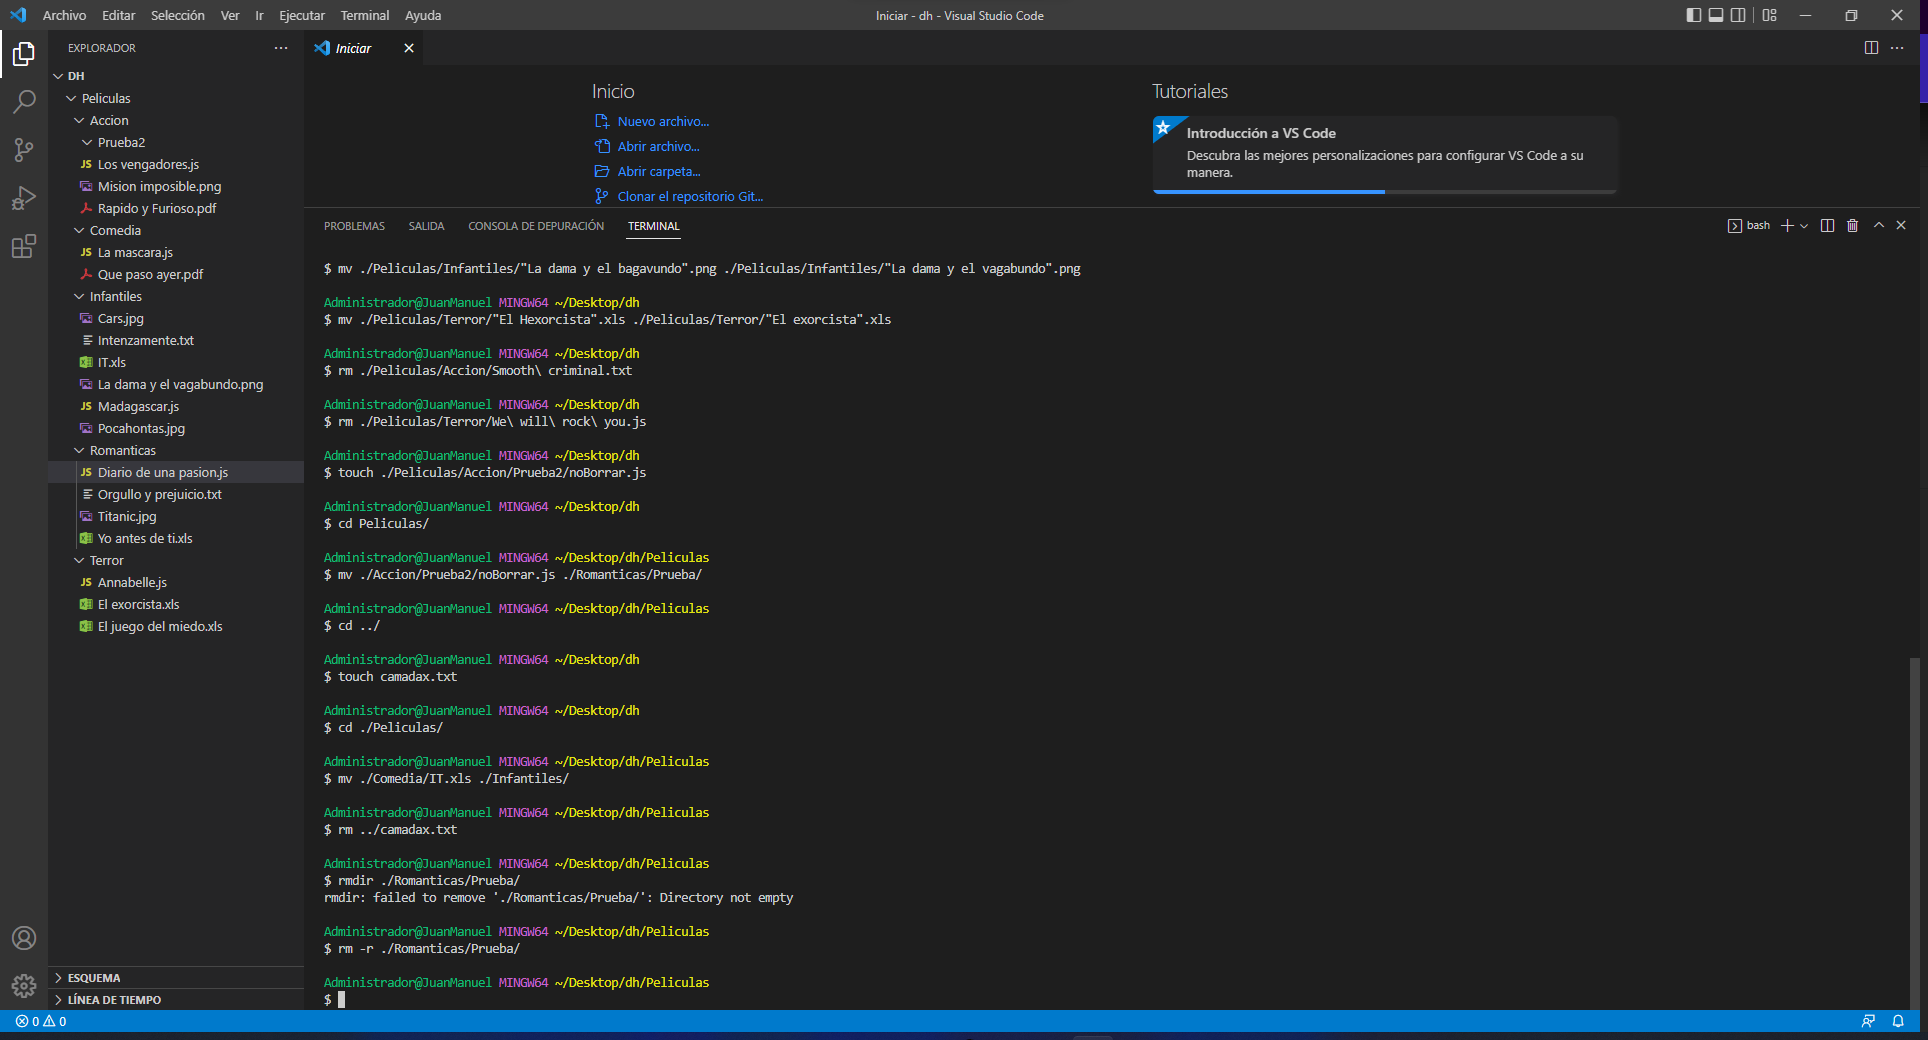 Archivo Editar Selección Ver Ir Ejecutar Terminal Ayuda
Iniciar - dh - Visual Studio Code
EXPLORADOR
DH
Peliculas
Accion
Prueba2
JS Los vengadores.js
Mision imposible.png
Rapido y Furioso.pdf
Comedia
JS La mascara.js
Que paso ayer.pdf
Infantiles
Cars.jpg
Intenzamente.txt
IT.xls
La dama y el vagabundo.png
JS Madagascar.js
Pocahontas.jpg
Romanticas
JS Diario de una pasion.js
Orgullo y prejuicio.txt
Titanic.jpg
Yo antes de ti.xls
Terror
JS Annabelle.js
El exorcista.xls
El juego del miedo.xls
ESQUEMA
LÍNEA DE TIEMPO
Iniciar
Inicio
Nuevo archivo...
Abrir archivo...
Abrir carpeta...
Clonar el repositorio Git...
Tutoriales
Introducción a VS Code
Descubra las mejores personalizaciones para configurar VS Code a su
manera.
PROBLEMAS SALIDA CONSOLA DE DEPURACIÓN TERMINAL
bash
$ mv ./Peliculas/Infantiles/"La dama y el bagavundo".png ./Peliculas/Infantiles/"La dama y el vagabundo".png
Administrador@JuanManuel MINGW64 ~/Desktop/dh
$ mv ./Peliculas/Terror/"El Hexorcista".xls ./Peliculas/Terror/"El exorcista".xls
Administrador@JuanManuel MINGW64 ~/Desktop/dh
$ rm ./Peliculas/Accion/Smooth\ criminal.txt
Administrador@JuanManuel MINGW64 ~/Desktop/dh
$ rm ./Peliculas/Terror/We\ will\ rock\ you.js
Administrador@JuanManuel MINGW64 ~/Desktop/dh
$ touch ./Peliculas/Accion/Prueba2/noBorrar.js
Administrador@JuanManuel MINGW64 ~/Desktop/dh
$ cd Peliculas/
Administrador@JuanManuel MINGW64 ~/Desktop/dh/Peliculas
$ mv ./Accion/Prueba2/noBorrar.js ./Romanticas/Prueba/
Administrador@JuanManuel MINGW64 ~/Desktop/dh/Peliculas
$ cd ../
Administrador@JuanManuel MINGW64 ~/Desktop/dh
$ touch camadax.txt
Administrador@JuanManuel MINGW64 ~/Desktop/dh
$ cd ./Peliculas/
Administrador@JuanManuel MINGW64 ~/Desktop/dh/Peliculas
$ mv ./Comedia/IT.xls ./Infantiles/
Administrador@JuanManuel MINGW64 ~/Desktop/dh/Peliculas
$ rm ../camadax.txt
Administrador@JuanManuel MINGW64 ~/Desktop/dh/Peliculas
$ rmdir ./Romanticas/Prueba/
rmdir: failed to remove './Romanticas/Prueba/': Directory not empty
Administrador@JuanManuel MINGW64 ~/Desktop/dh/Peliculas
$ rm -r ./Romanticas/Prueba/
Administrador@JuanManuel MINGW64 ~/Desktop/dh/Peliculas
$
0 0